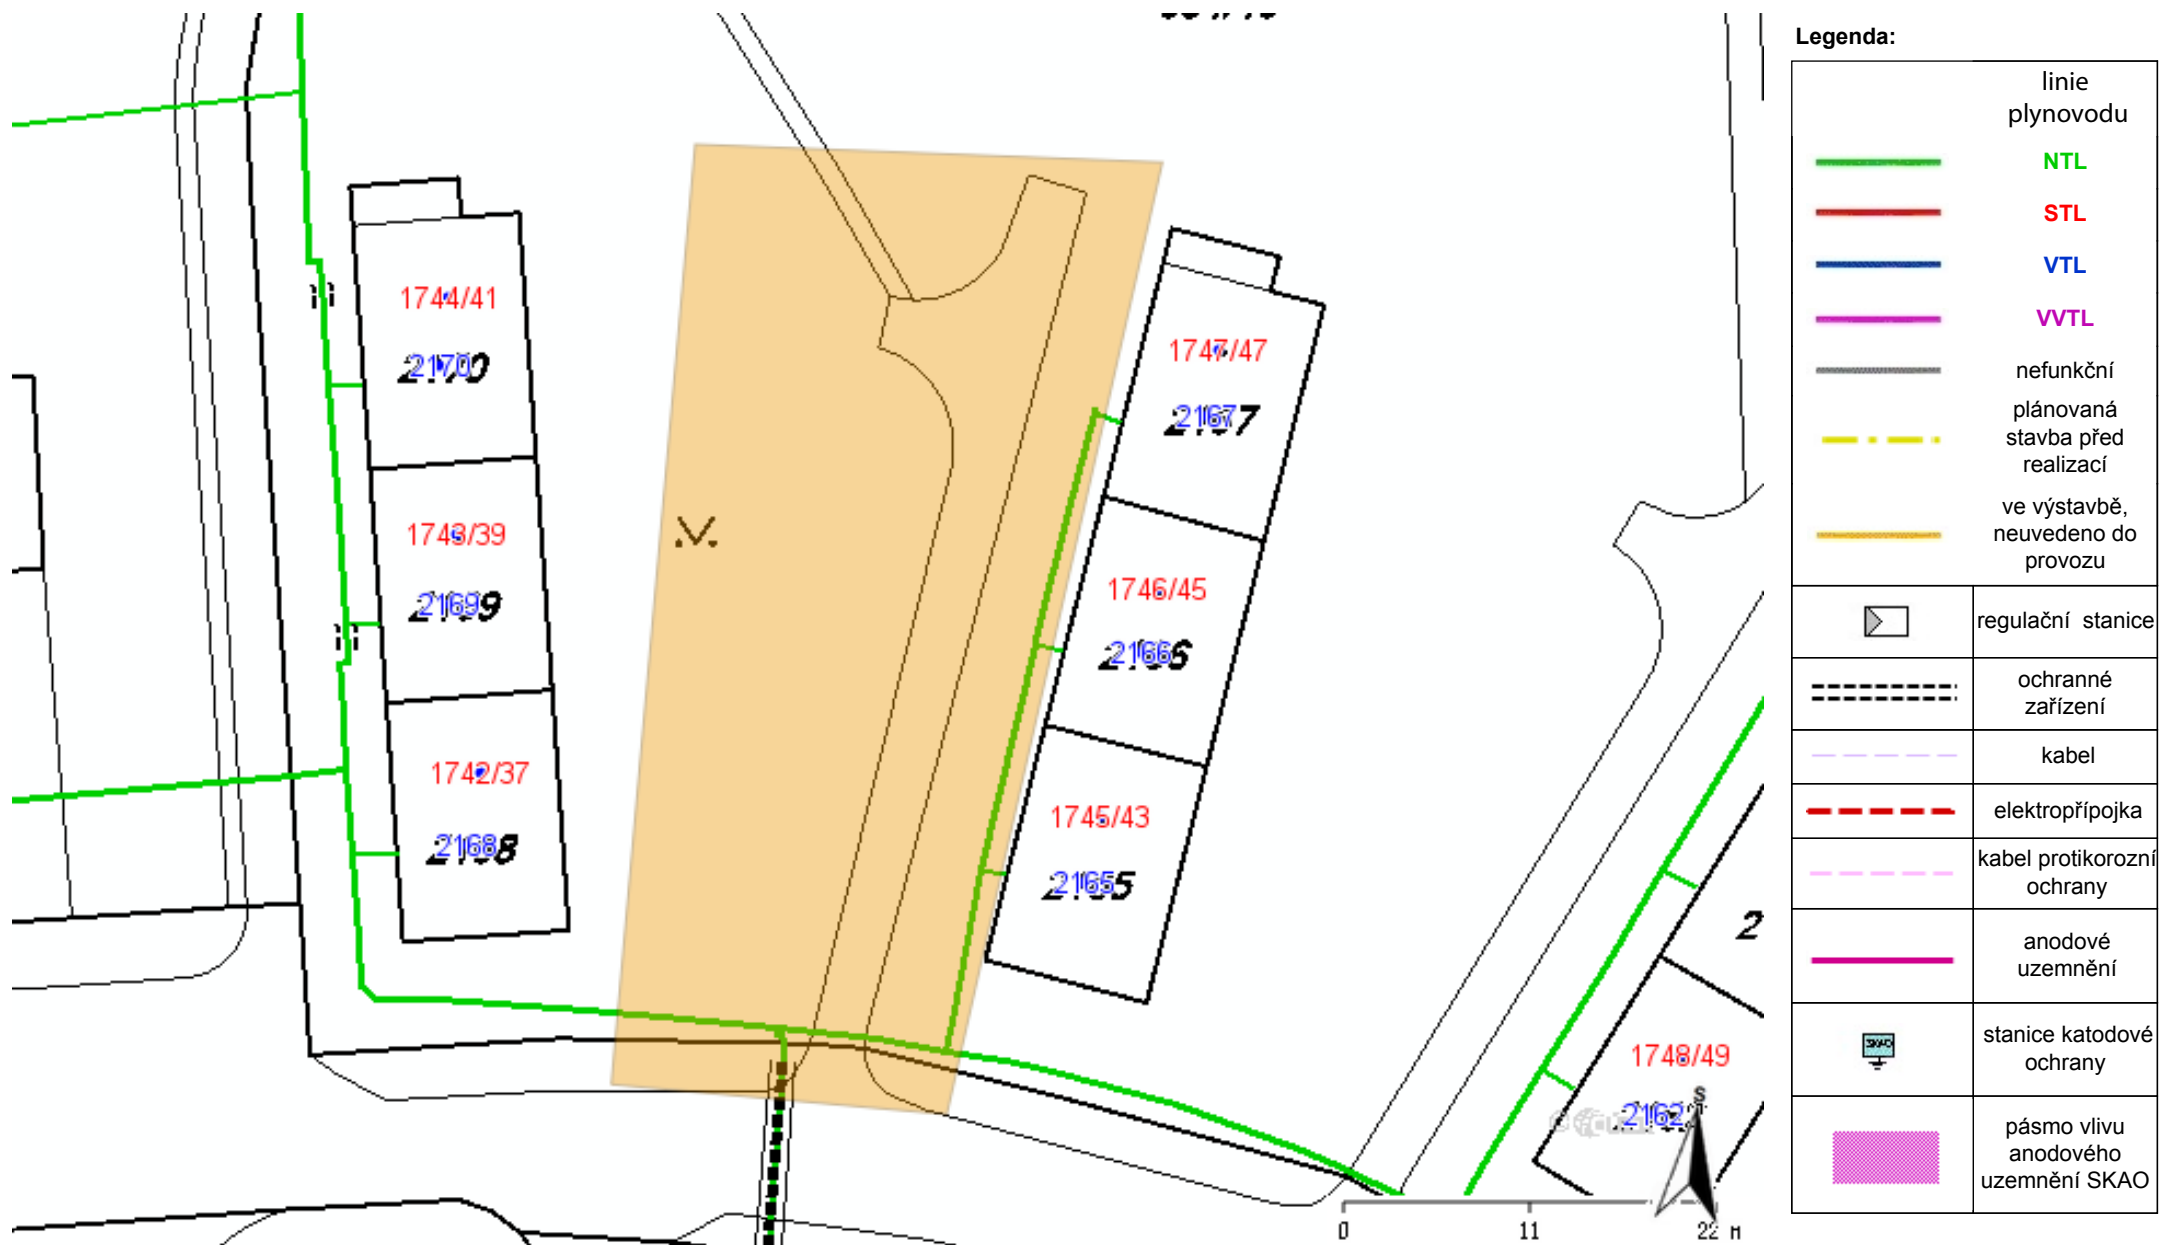 1744/41
2170
1743/39
2169
1742/37
2168
1747/47
2167
1746/45
2166
1745/43
2165
1748/49
2162
2
S
0 11 22 M
Legenda:
linie
plynovodu
NTL
STL
VTL
VVTL
nefunkční
plánovaná
stavba před
realizací
ve výstavbě,
neuvedeno do
provozu
regulační stanice
ochranné
zařízení
kabel
elektropřípojka
kabel protikorozní
ochrany
anodové
uzemnění
SKAO
stanice katodové
ochrany
pásmo vlivu
anodového
uzemnění SKAO